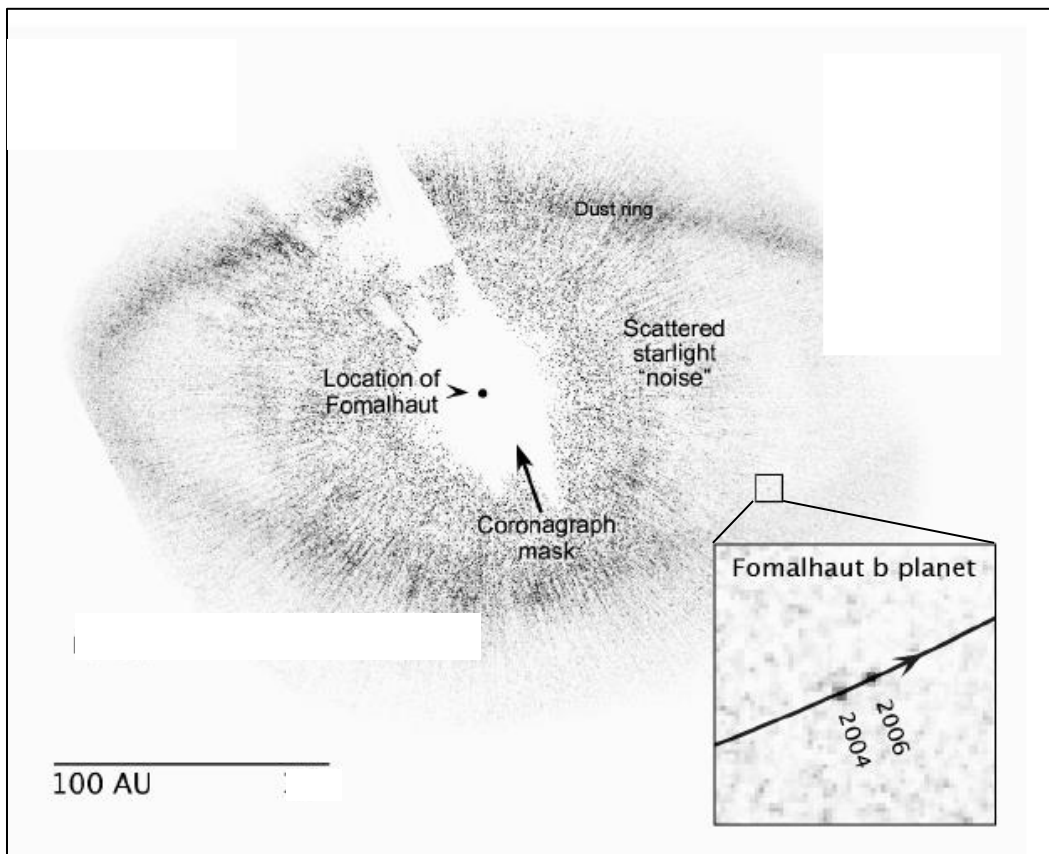 Dust ring
Scattered
starlight
"noise"
Location of
Fomalhaut
Coronagraph
mask
Fomalhaut b planet
2004
2006
100 AU